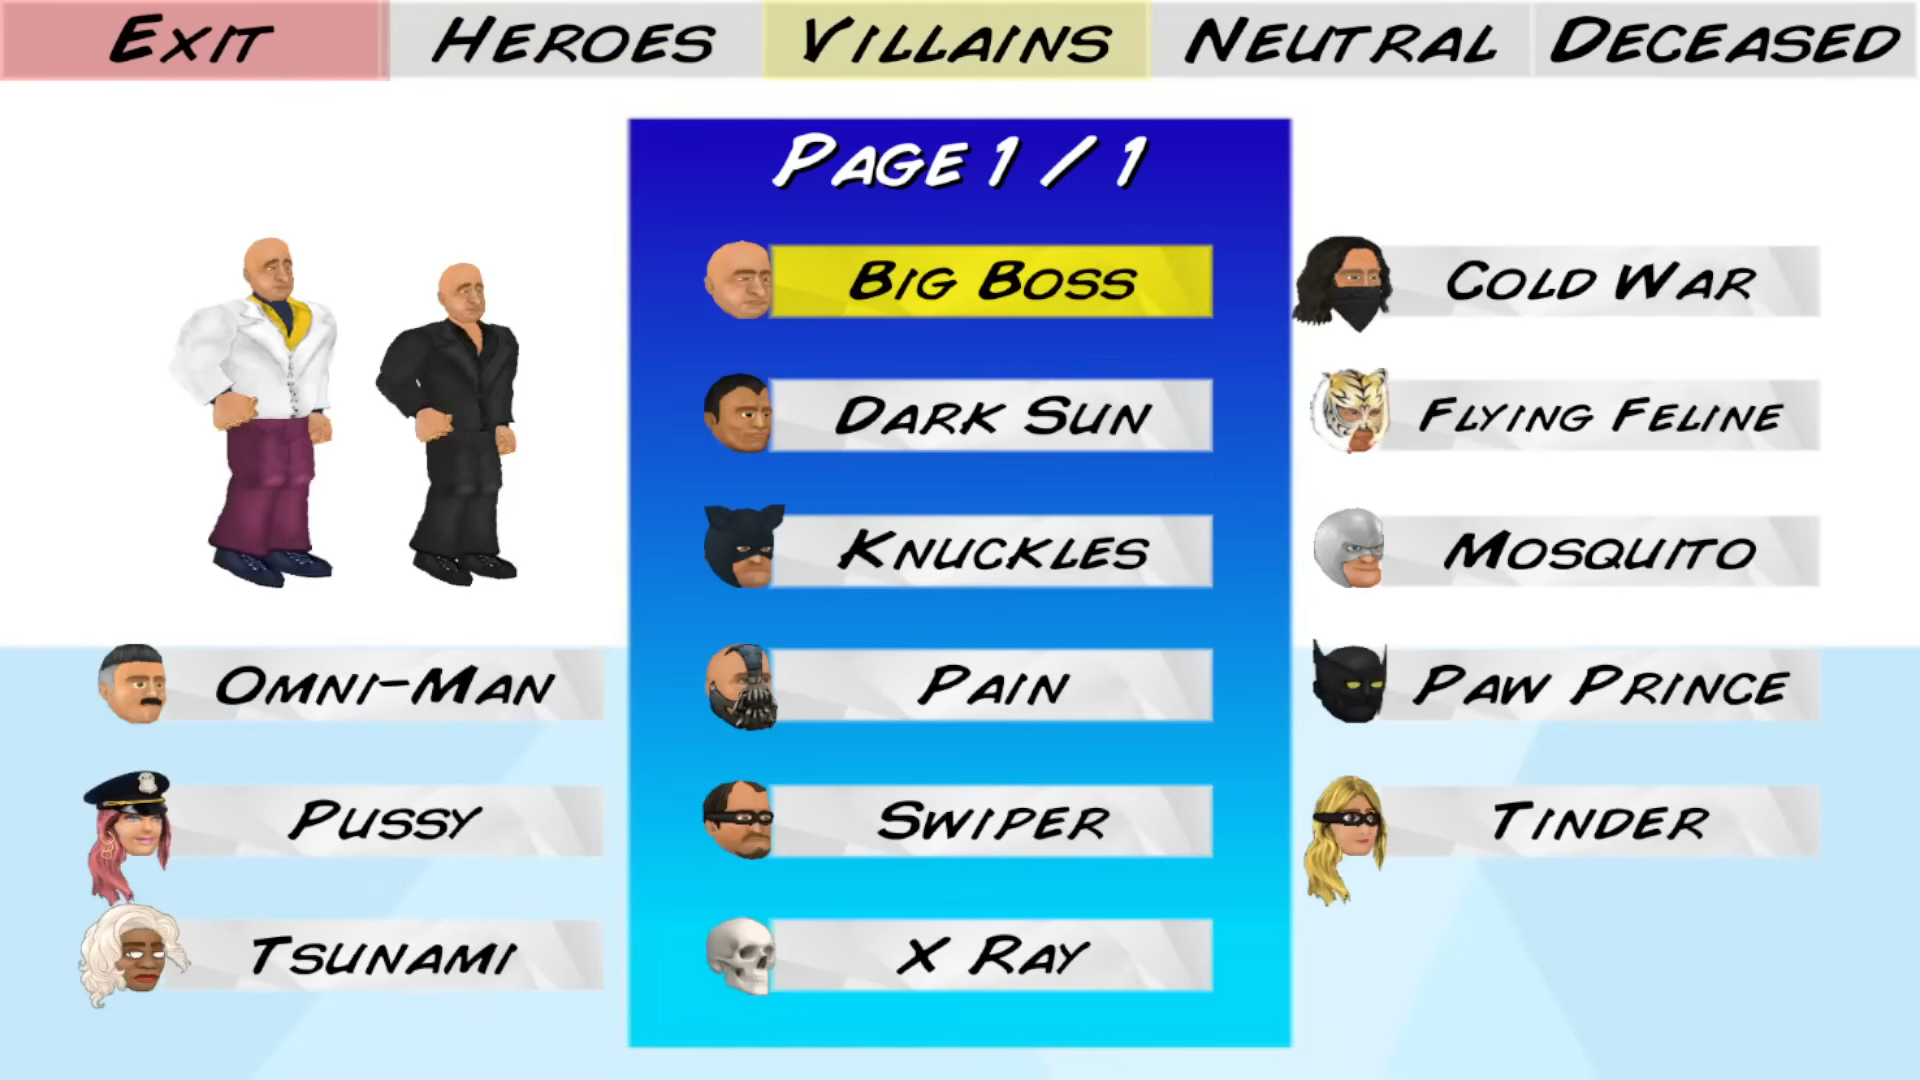 EXIT
HEROES
VILLAINS
NEUTRAL
DECEASED
PAGE 1 / 1
BIG BOSS
COLD WAR
DARK SUN
FLYING FELINE
KNUCKLES
MOSQUITO
OMNI-MAN
PAIN
PAW PRINCE
PUSSY
SWIPER
TINDER
TSUNAMI
X RAY